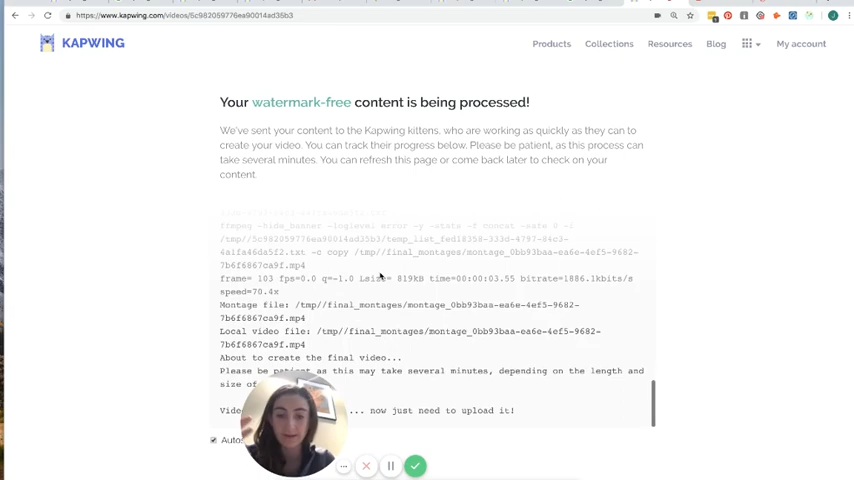 https://www.kapwing.com/videos/5c982059776ea90014ad35b3
J
KAPWING
Products Collections Resources Blog My account
Your watermark-free content is being processed!
We've sent your content to the Kapwing kittens, who are working as quickly as they can to
create your video. You can track their progress below. Please be patient, as this process can
take several minutes. You can refresh this page or come back later to check on your
content.
ffmpeg -hide_banner -loglevel error -y -stats -f concat -safe 0 -i
/tmp//5c982059776ea90014ad35b3/temp_list_fed18358-333d-4797-84c3-
4a1fa46da5f2.txt -c copy /tmp//final_montages/montage_0bb93baa-ea6e-4ef5-9682-
7b6f6867ca9f.mp4
frame= 103 fps=0.0 q=-1.0 Lsize= 819kB time=00:00:03.55 bitrate=1886.1kbits/s
speed=70.4x
Montage file: /tmp//final_montages/montage_0bb93baa-ea6e-4ef5-9682-
7b6f6867ca9f.mp4
Local video file: /tmp//final_montages/montage_0bb93baa-ea6e-4ef5-9682-
7b6f6867ca9f.mp4
About to create the final video...
Please be patient as this may take several minutes, depending on the length and
size of
... now just need to upload it!